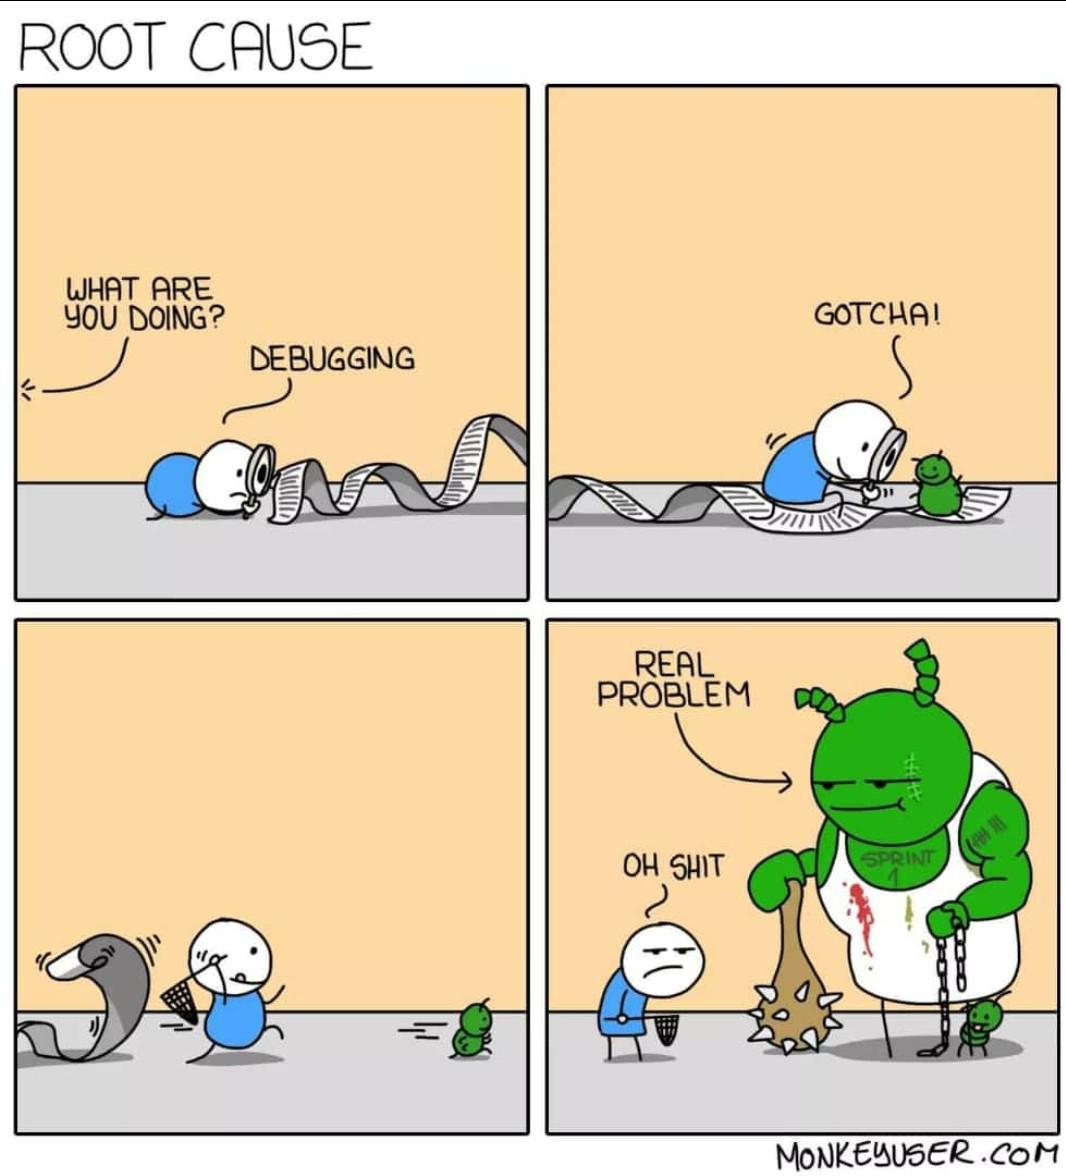 ROOT CAUSE
WHAT ARE
YOU DOING?
DEBUGGING
GOTCHA!
REAL
PROBLEM
OH SHIT
SPRINT
1
MONKEYUSER.COM